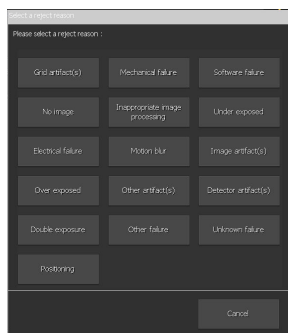 Select a reject reason
Please select a reject reason :
Grid artifact(s)
Mechanical failure
Software failure
No image
Inappropriate image
processing
Under exposed
Electrical failure
Motion blur
Image artifact(s)
Over exposed
Other artifact(s)
Detector artifact(s)
Double exposure
Other failure
Unknown failure
Positioning
Cancel